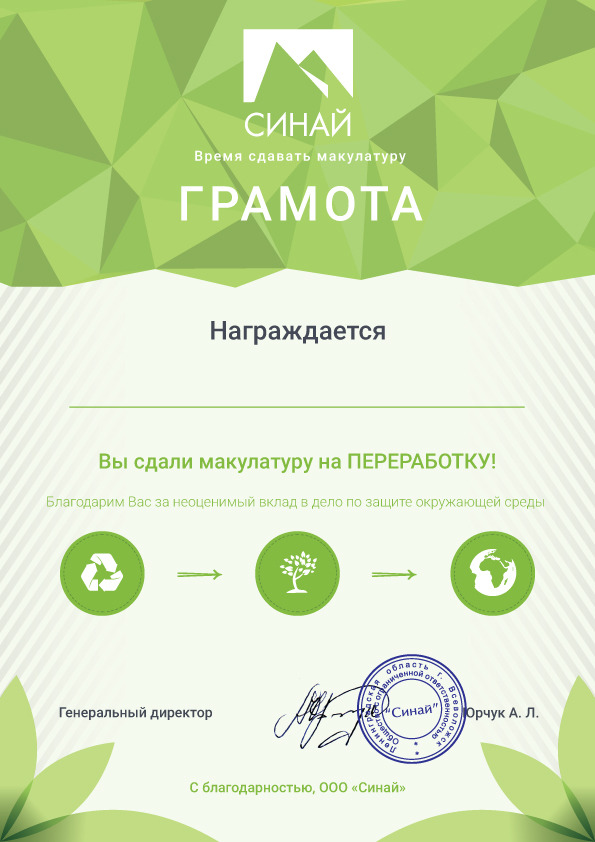 СИНАЙ
Время сдавать макулатуру
ГРАМОТА
Награждается
Вы сдали макулатуру на ПЕРЕРАБОТКУ!
Благодарим Вас за неоценимый вклад в дело по защите окружающей среды
Генеральный директор
Ленинградская область г. Всеволожск
Общество с ограниченной ответственностью
"Синай"
Юрчук А. Л.
С благодарностью, ООО «Синай»